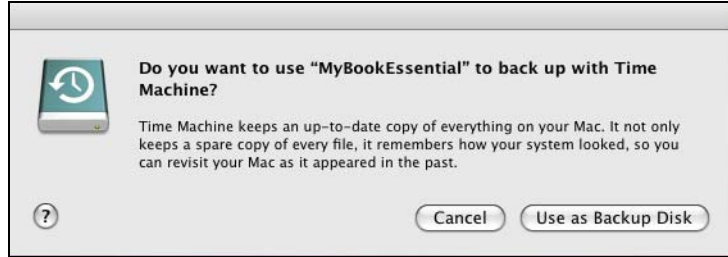 Do you want to use “MyBookEssential” to back up with Time
Machine?
Time Machine keeps an up-to-date copy of everything on your Mac. It not only
keeps a spare copy of every file, it remembers how your system looked, so you
can revisit your Mac as it appeared in the past.
?
Cancel
Use as Backup Disk